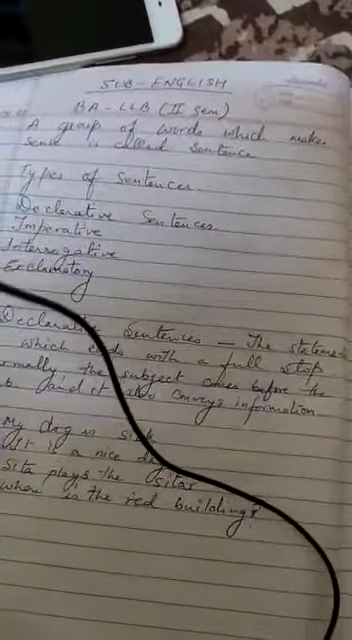 SUB-ENGLISH
BA-LLB (II Sem)
A group of words which makes
sense is called sentence
Types of Sentences.
Declarative Sentences.
Imperative
Interrogative
Exclamatory
Declarative Sentences — The statement
which ends with a full stop
the subject comes before the
and it also conveys information
My dog is sick
It is a nice
Sita plays the sitar
where is the red building?